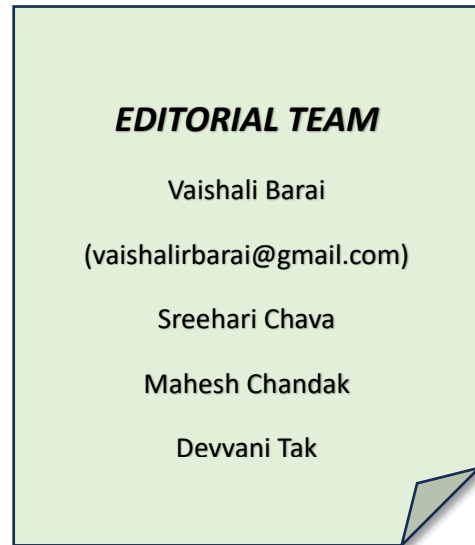 EDITORIAL TEAM
Vaishali Barai
(vaishalirbarai@gmail.com)
Sreehari Chava
Mahesh Chandak
Devvani Tak